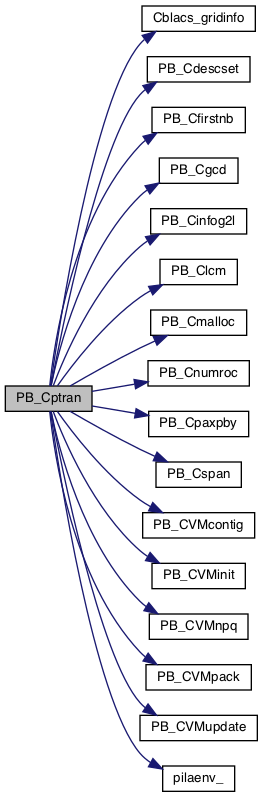 Cblacs_gridinfo
PB_Cdescset
PB_Cfirstnb
PB_Cgcd
PB_Cinfog2l
PB_Clcm
PB_Cmalloc
PB_Cnumroc
PB_Cptran
PB_Cpaxpby
PB_Cspan
PB_CVMcontig
PB_CVMinit
PB_CVMnpq
PB_CVMpack
PB_CVMupdate
pilaenv_